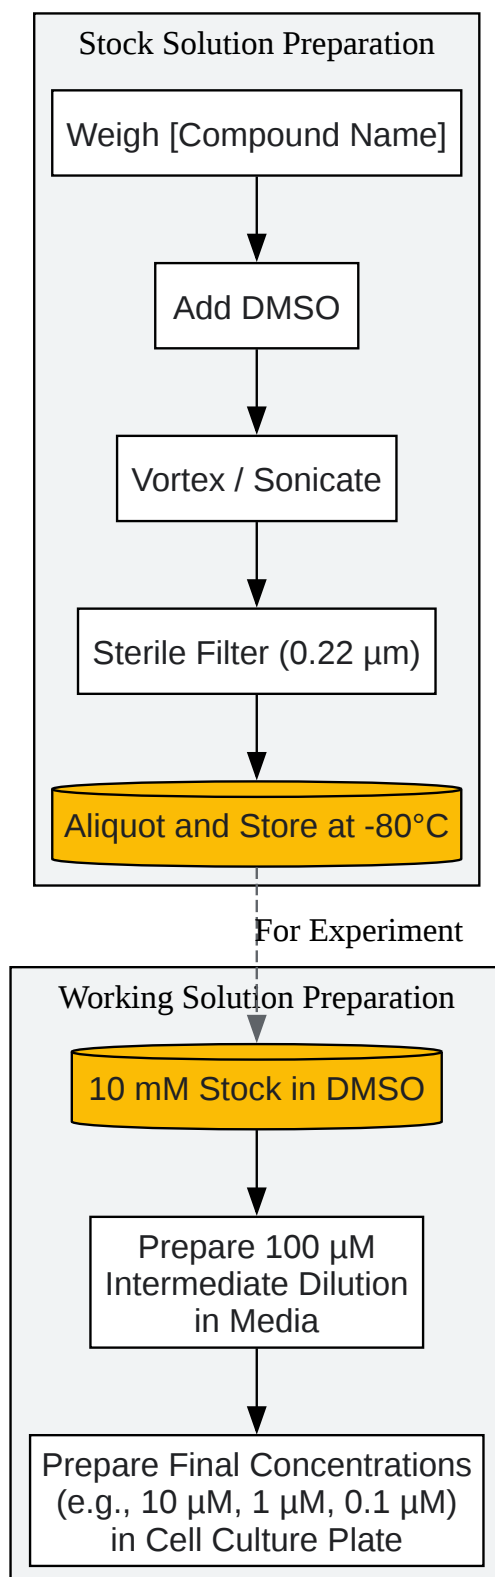 Stock Solution Preparation
Weigh [Compound Name]
Add DMSO
Vortex / Sonicate
Sterile Filter (0.22 µm)
Aliquot and Store at -80°C
For Experiment
Working Solution Preparation
10 mM Stock in DMSO
Prepare 100 µM
Intermediate Dilution
in Media
Prepare Final Concentrations
(e.g., 10 µM, 1 µM, 0.1 µM)
in Cell Culture Plate